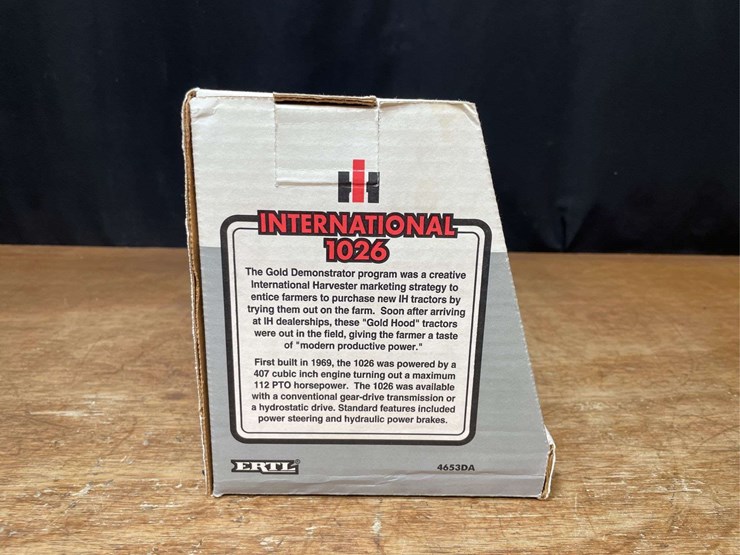 IH
INTERNATIONAL
1026
The Gold Demonstrator program was a creative
International Harvester marketing strategy to
entice farmers to purchase new IH tractors by
trying them out on the farm. Soon after arriving
at IH dealerships, these "Gold Hood" tractors
were out in the field, giving the farmer a taste
of "modern productive power."
First built in 1969, the 1026 was powered by a
407 cubic inch engine turning out a maximum
112 PTO horsepower. The 1026 was available
with a conventional gear-drive transmission or
a hydrostatic drive. Standard features included
power steering and hydraulic power brakes.
ERTL®
4653DA